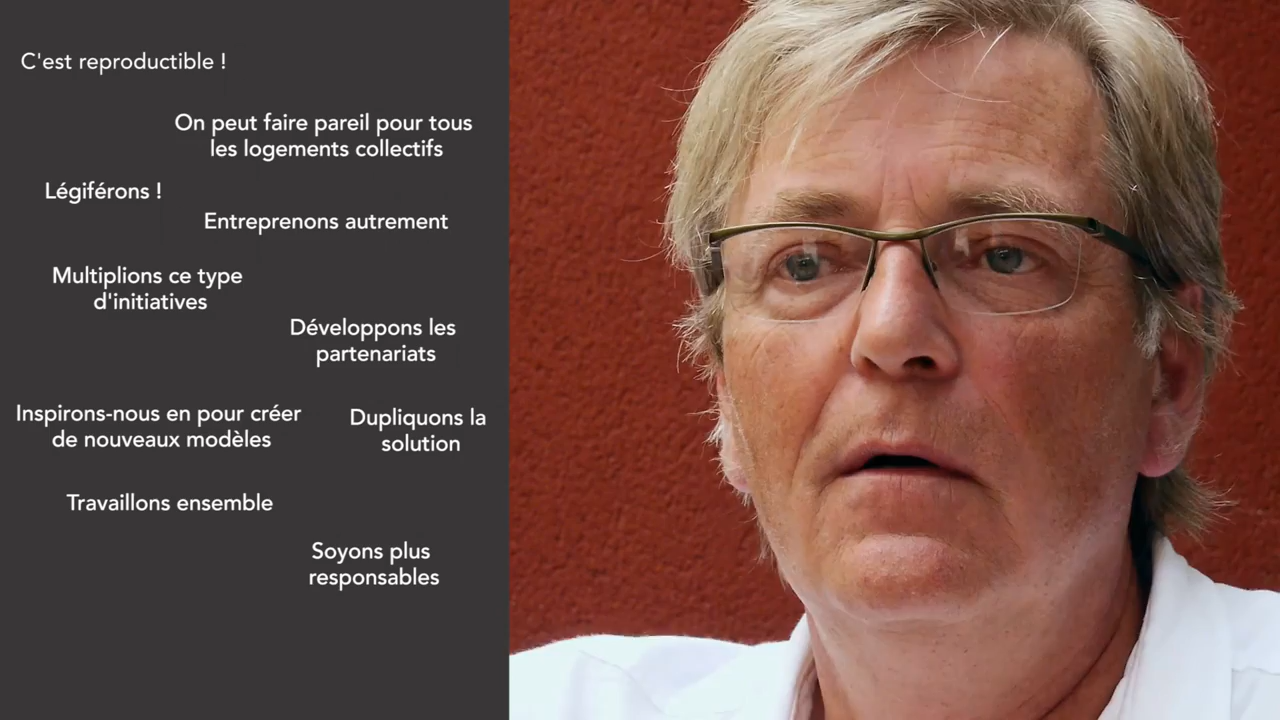 C'est reproductible !
On peut faire pareil pour tous
les logements collectifs
Légiférons !
Entreprenons autrement
Multiplions ce type
d'initiatives
Développons les
partenariats
Inspirons-nous en pour créer
de nouveaux modèles
Dupliquons la
solution
Travaillons ensemble
Soyons plus
responsables